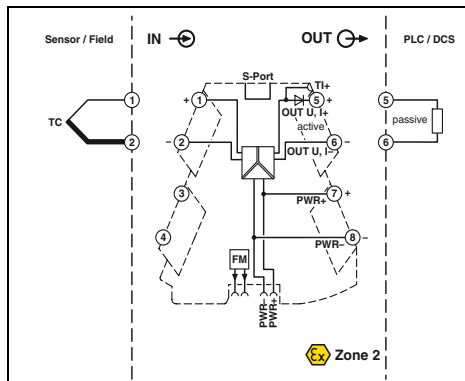 Sensor / Field
IN
OUT
PLC / DCS
S-Port
TI+
1
+ 1
5 +
5
OUT U, I+
TC
active
passive
2
– 2
OUT U, I–
6 –
6
3
PWR+
7 +
4
8 –
PWR–
FM
PWR–
PWR+
Ex Zone 2